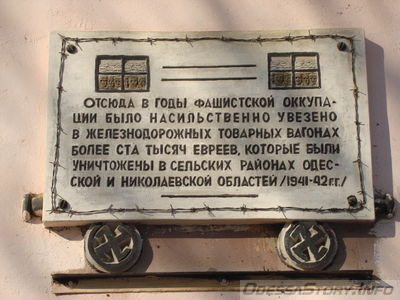 ОТСЮДА В ГОДЫ ФАШИСТСКОЙ ОККУПА-
ЦИИ БЫЛО НАСИЛЬСТВЕННО УВЕЗЕНО
В ЖЕЛЕЗНОДОРОЖНЫХ ТОВАРНЫХ ВАГОНАХ
БОЛЕЕ СТА ТЫСЯЧ ЕВРЕЕВ, КОТОРЫЕ БЫЛИ
УНИЧТОЖЕНЫ В СЕЛЬСКИХ РАЙОНАХ ОДЕС-
СКОЙ И НИКОЛАЕВСКОЙ ОБЛАСТЕЙ /1941-42 г.г./
OdessaStory.info